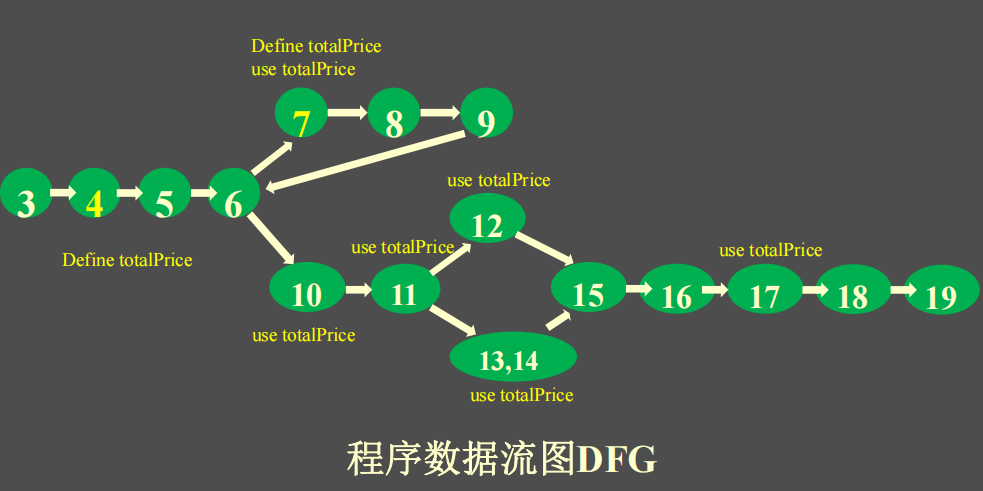 Define totalPrice
use totalPrice
7
8
9
3
4
5
6
Define totalPrice
use totalPrice
12
use totalPrice
10
11
use totalPrice
13,14
use totalPrice
15
16
use totalPrice
17
18
19
程序数据流图DFG